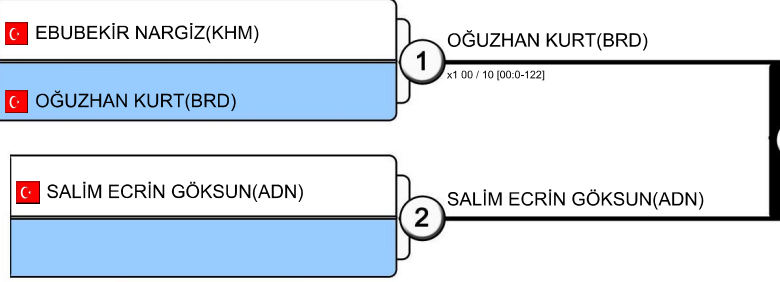 EBUBEKİR NARGİZ(KHM)
OĞUZHAN KURT(BRD)
1
OĞUZHAN KURT(BRD)
x1 00 / 10 [00:0-122]
SALİM ECRİN GÖKSUN(ADN)
2
SALİM ECRİN GÖKSUN(ADN)